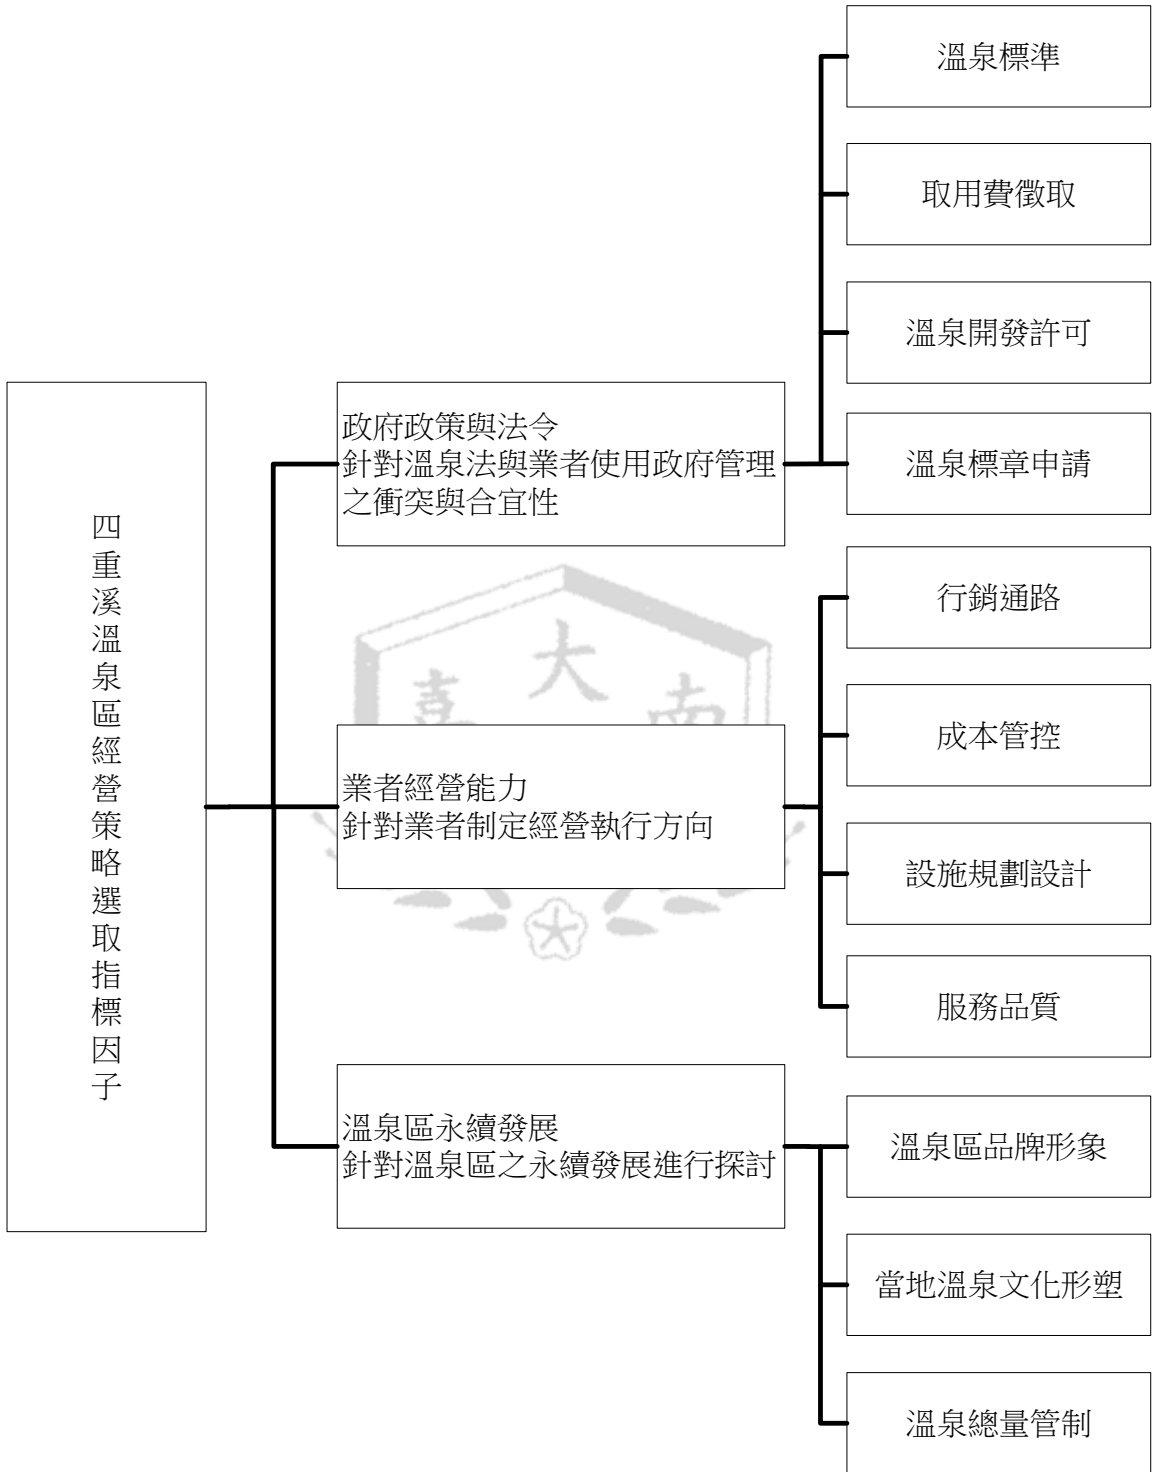 四重溪溫泉區經營策略選取指標因子
政府政策與法令
針對溫泉法與業者使用政府管理
之衝突與合宜性
溫泉標準
取用費徵取
溫泉開發許可
溫泉標章申請
業者經營能力
針對業者制定經營執行方向
行銷通路
成本管控
設施規劃設計
服務品質
溫泉區永續發展
針對溫泉區之永續發展進行探討
溫泉區品牌形象
當地溫泉文化形塑
溫泉總量管制
大
南